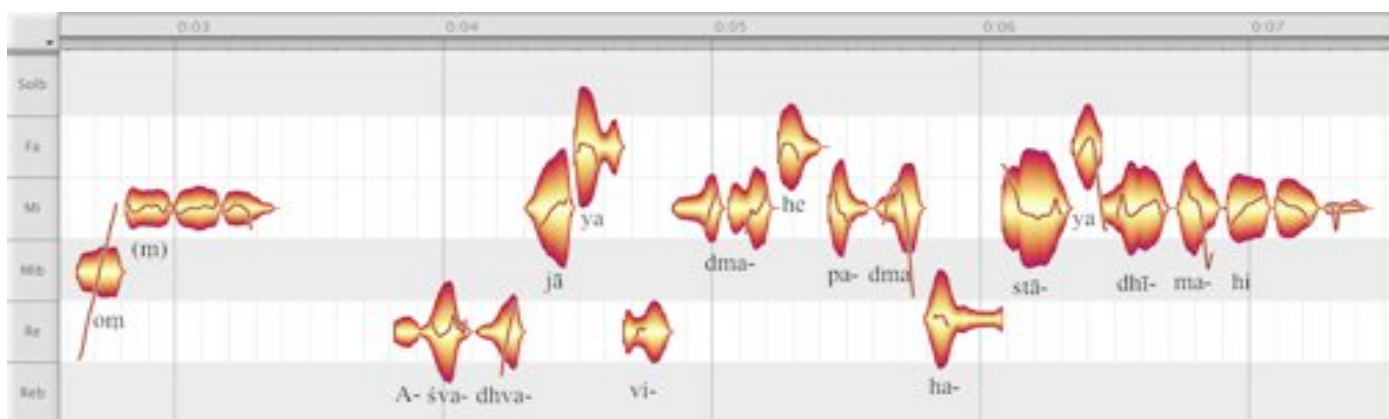 0:03 0:04 0:05 0:06 0:07
Solb
Fa
Mi
Mib
Re
Reb
oṃ (ṃ) A- śva- dhva- jā ya vi- dma- he pa- dma ha- stā- ya dhī- ma- hi